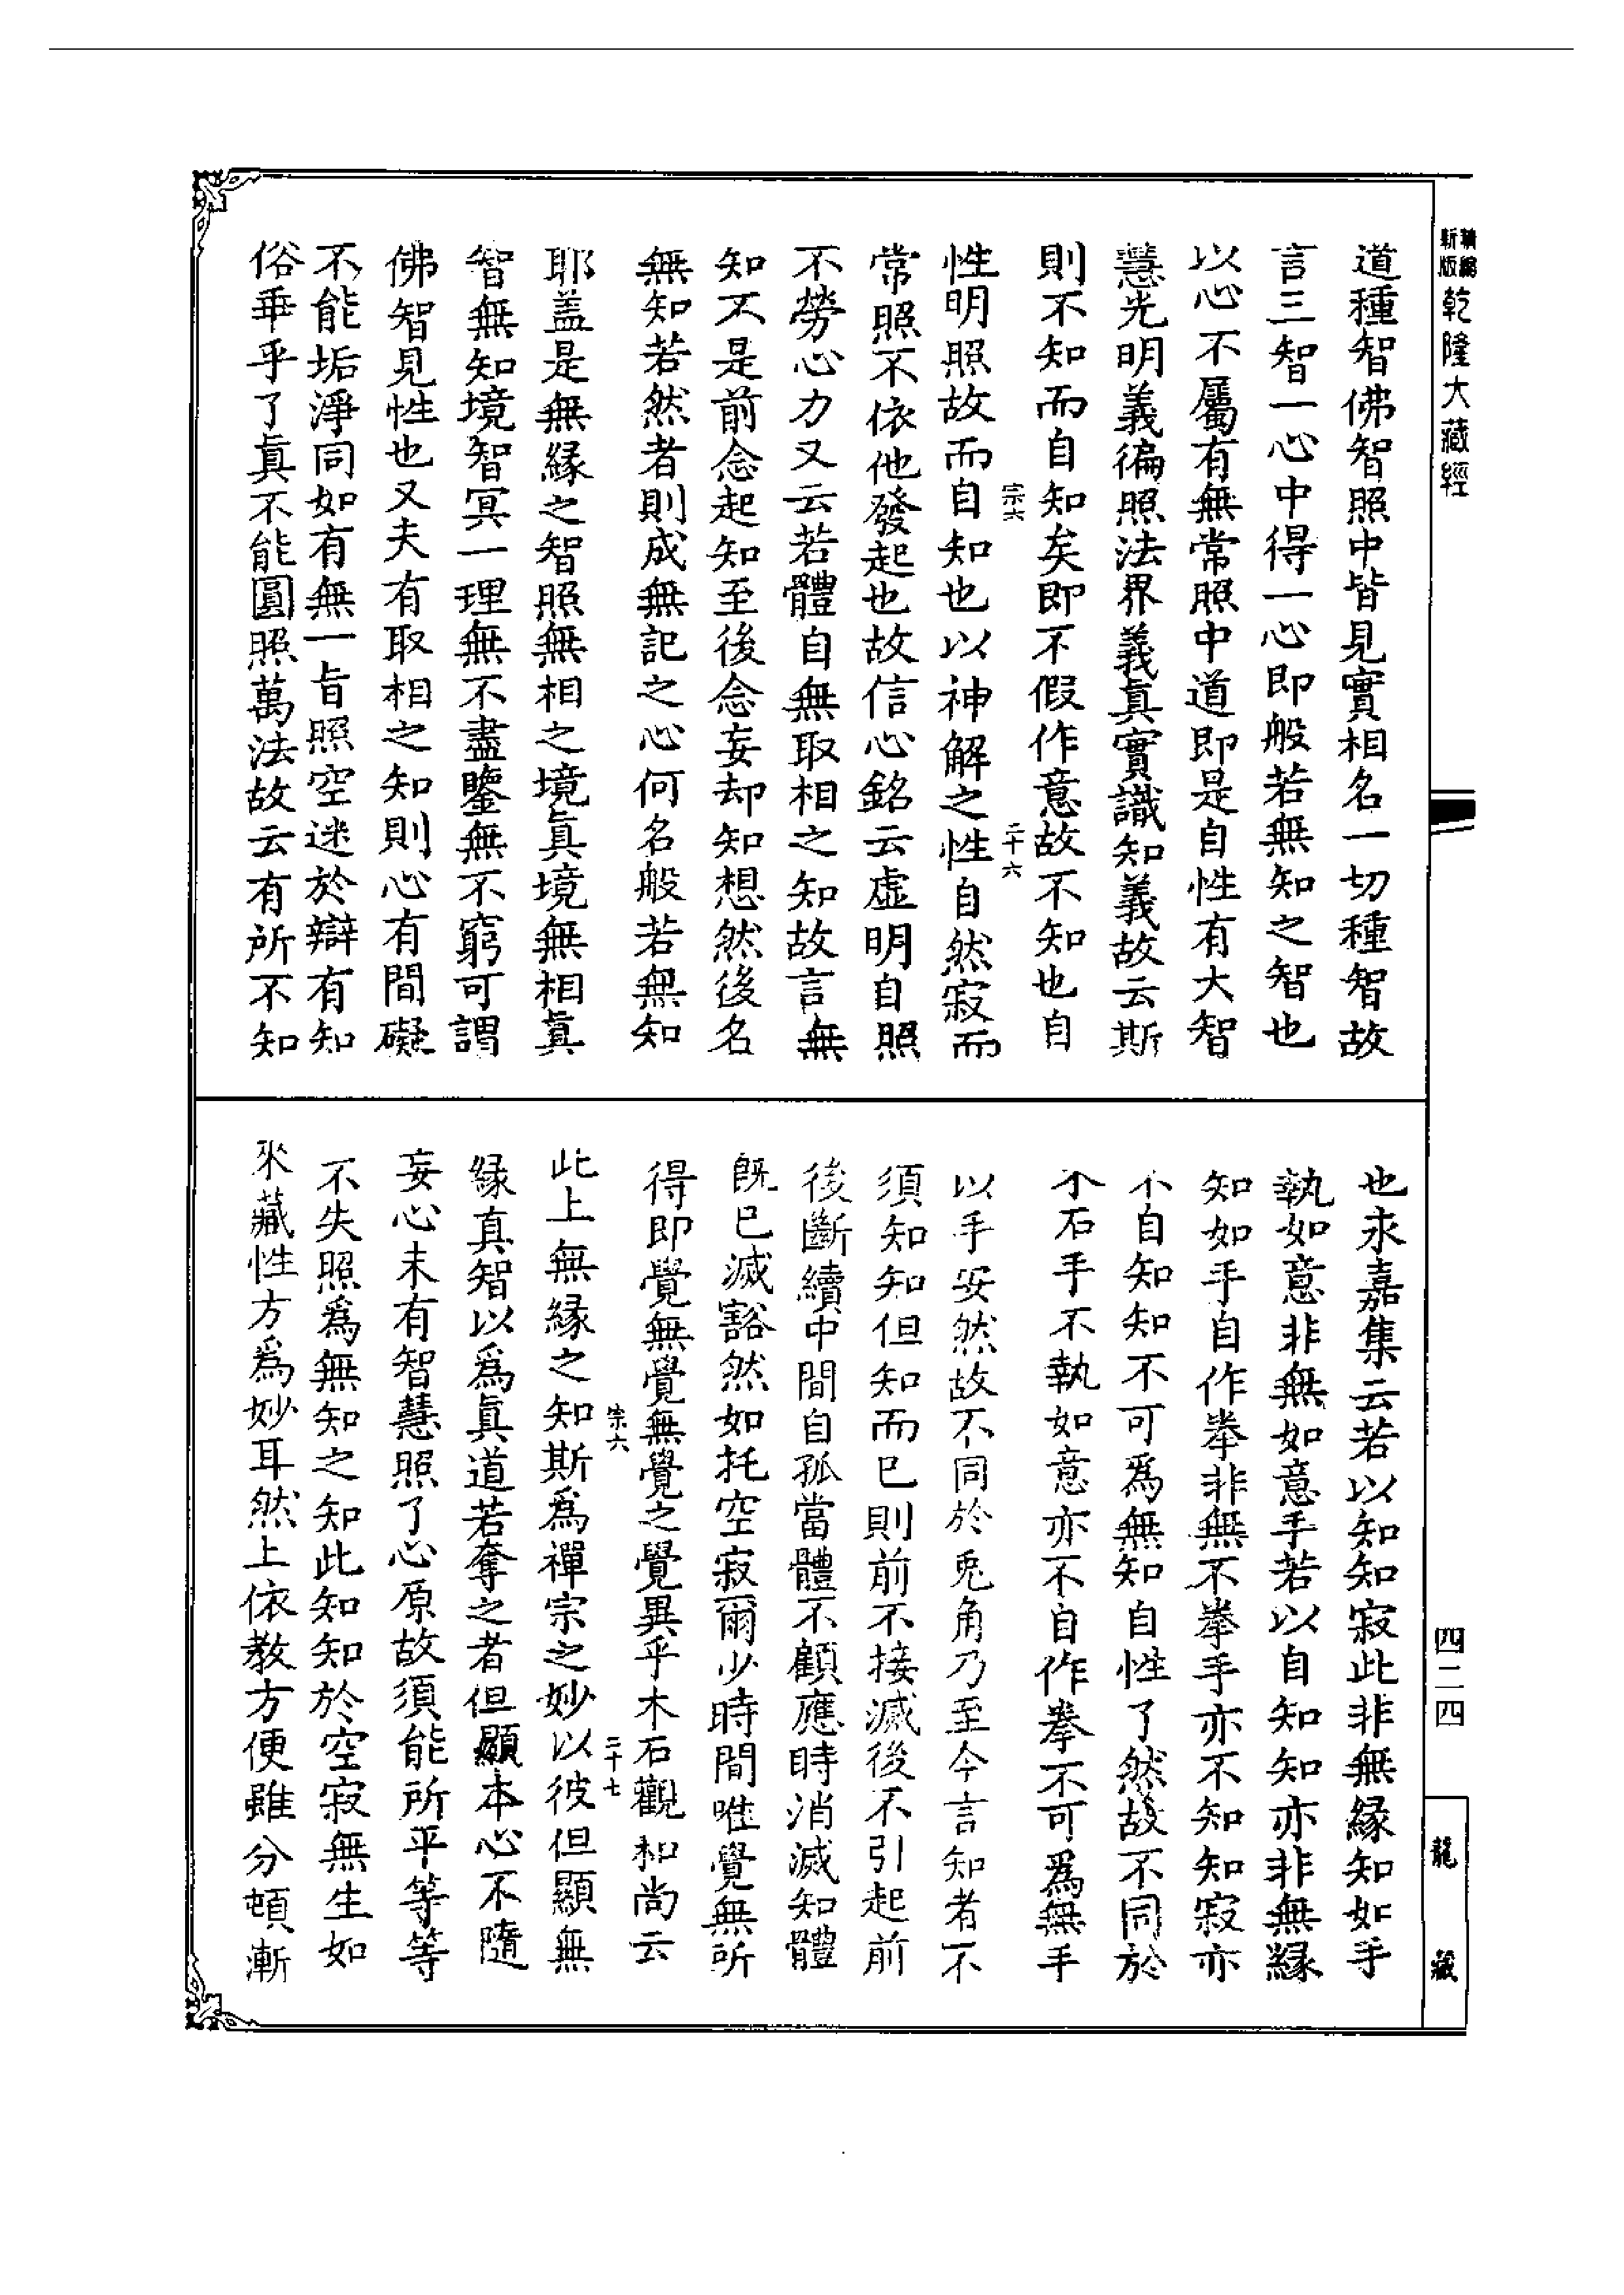 道種智佛智照中皆見實相名一切種智故
言三智一心中得一心即般若無知之智也
以心不屬有無常照中道即是自性有大智
慧光明義徧照法界義真實識知義故云斯
則不知而自知矣即不假作意故不知也自
性明照故而自知也以神解之性自然寂而
宗六
二十六
常照不依他發起也故信心銘云虛明自照
不勞心力又云若體自無取相之知故言無
知不是前念起知至後念妄却知想然後名
無知若然者則成無記之心何名般若無知
耶盖是無緣之智照無相之境眞境無相眞
智無知境智冥一理無不盡鑒無不窮可謂
佛智見性也又夫有取相之知則心有間礙
不能垢淨同如有無一旨照空迷於辯有知
俗乖乎了眞不能圓照萬法故云有所不知
也永嘉集云若以知知寂此非無緣知如手
執如意非無如意手若以自知知亦非無緣
知如手自作拳非無不拳手亦不知知寂亦
不自知知不可爲無知自性了然故不同於
木石手不執如意亦不自作拳不可爲無手
以手安然故不同於兎角乃至今言知者不
須知知但知而已則前不接滅後不引起前
後斷續中間自孤當體不顧應時消滅知體
旣已滅豁然如托空寂爾少時間唯覺無所
得即覺無覺無覺之覺異乎木石觀和尚云
宗六
二十七
此上無緣之知斯爲禪宗之妙以彼但顯無
緣真智以爲眞道若奪之者但顯本心不隨
妄心未有智慧照了心原故須能所平等等
不失照爲無知之知此知知於空寂無生如
來藏性方爲妙耳然上依教方便雖分頓漸
新版
乾隆大藏經
四二四
龍藏